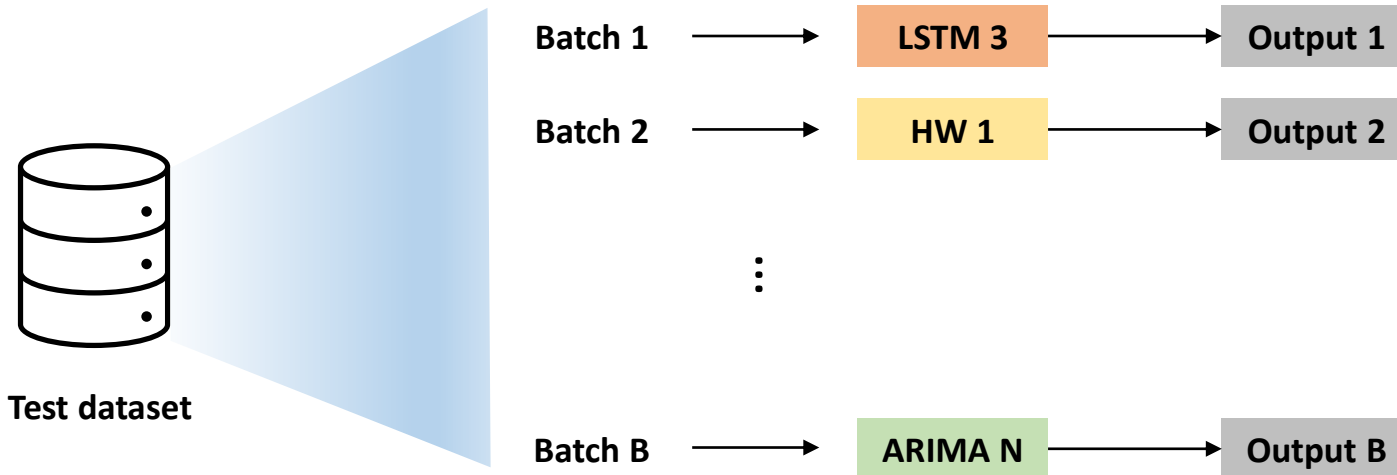 Batch 1
LSTM 3
Output 1
Batch 2
HW 1
Output 2
Test dataset
Batch B
ARIMA N
Output B